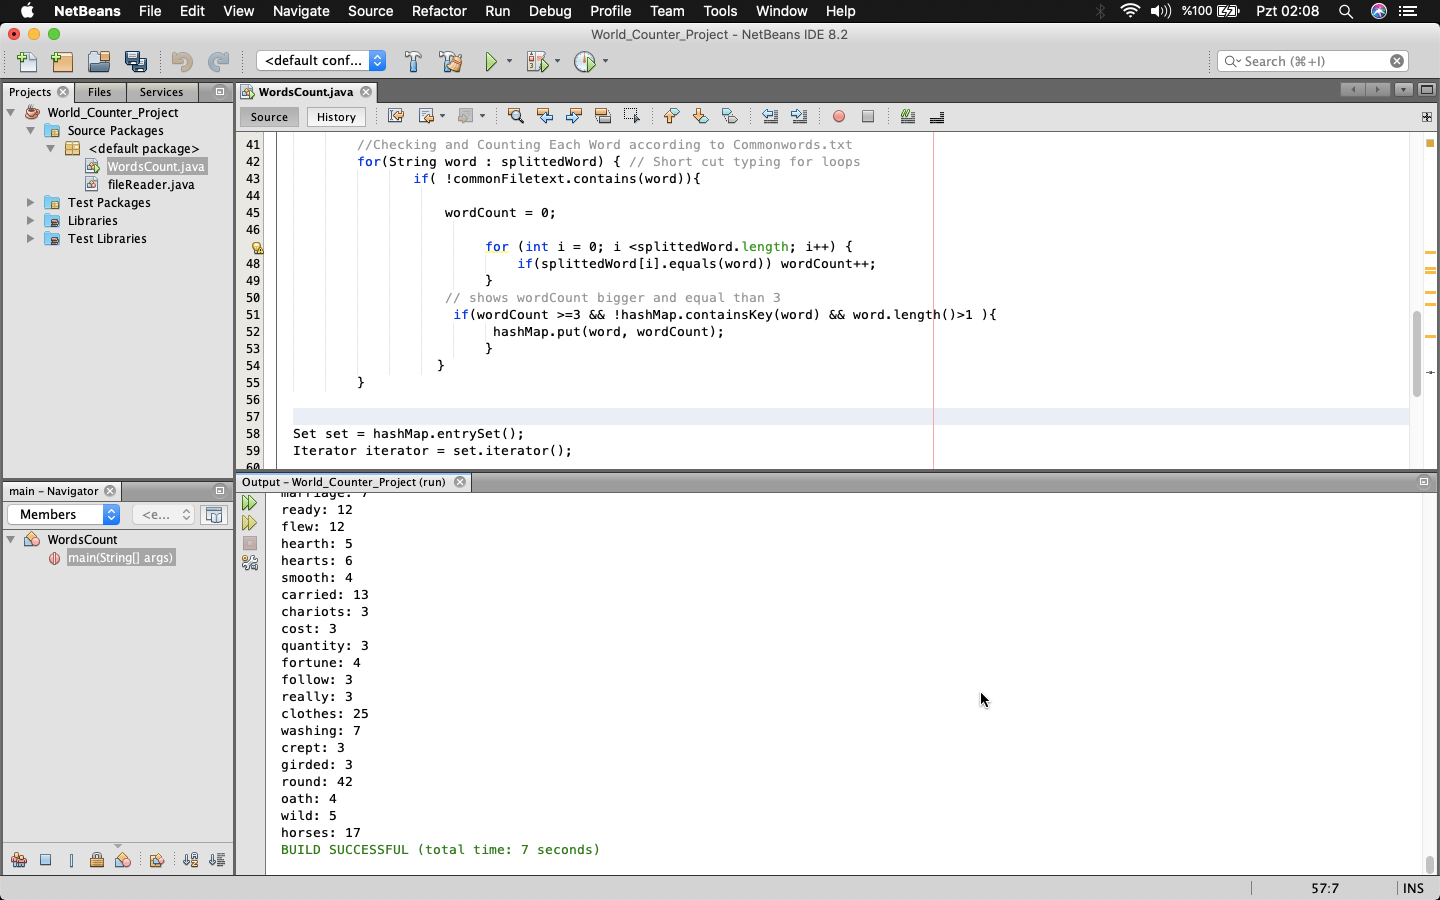 NetBeans File Edit View Navigate Source Refactor Run Debug Profile Team Tools Window Help %100 Pzt 02:08
World_Counter_Project - NetBeans IDE 8.2
<default conf... Search (⌘+I)
Projects Files Services
World_Counter_Project
Source Packages
<default package>
WordsCount.java
fileReader.java
Test Packages
Libraries
Test Libraries
WordsCount.java
Source History
41 //Checking and Counting Each Word according to Commonwords.txt
42 for(String word : splittedWord) { // Short cut typing for loops
43 if( !commonFiletext.contains(word)){
44
45 wordCount = 0;
46
for (int i = 0; i <splittedWord.length; i++) {
48 if(splittedWord[i].equals(word)) wordCount++;
49 }
50 // shows wordCount bigger and equal than 3
51 if(wordCount >=3 && !hashMap.containsKey(word) && word.length()>1 ){
52 hashMap.put(word, wordCount);
53 }
54 }
55 }
56
57
58 Set set = hashMap.entrySet();
59 Iterator iterator = set.iterator();
60
main - Navigator
Members <e...
WordsCount
main(String[] args)
Output - World_Counter_Project (run)
marriage: 7
ready: 12
flew: 12
hearth: 5
hearts: 6
smooth: 4
carried: 13
chariots: 3
cost: 3
quantity: 3
fortune: 4
follow: 3
really: 3
clothes: 25
washing: 7
crept: 3
girded: 3
round: 42
oath: 4
wild: 5
horses: 17
BUILD SUCCESSFUL (total time: 7 seconds)
57:7 INS